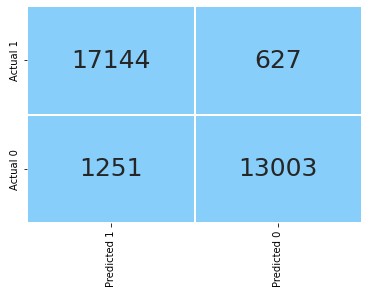 Actual 1
17144 627
Actual 0
1251 13003
Predicted 1
Predicted 0